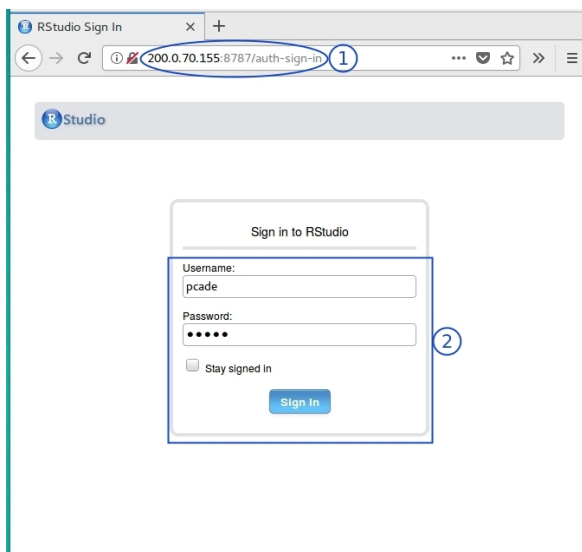 RStudio Sign In
200.0.70.155:8787/auth-sign-in
1
R Studio
Sign in to RStudio
Username:
pcade
Password:
•••••
2
Stay signed in
Sign In